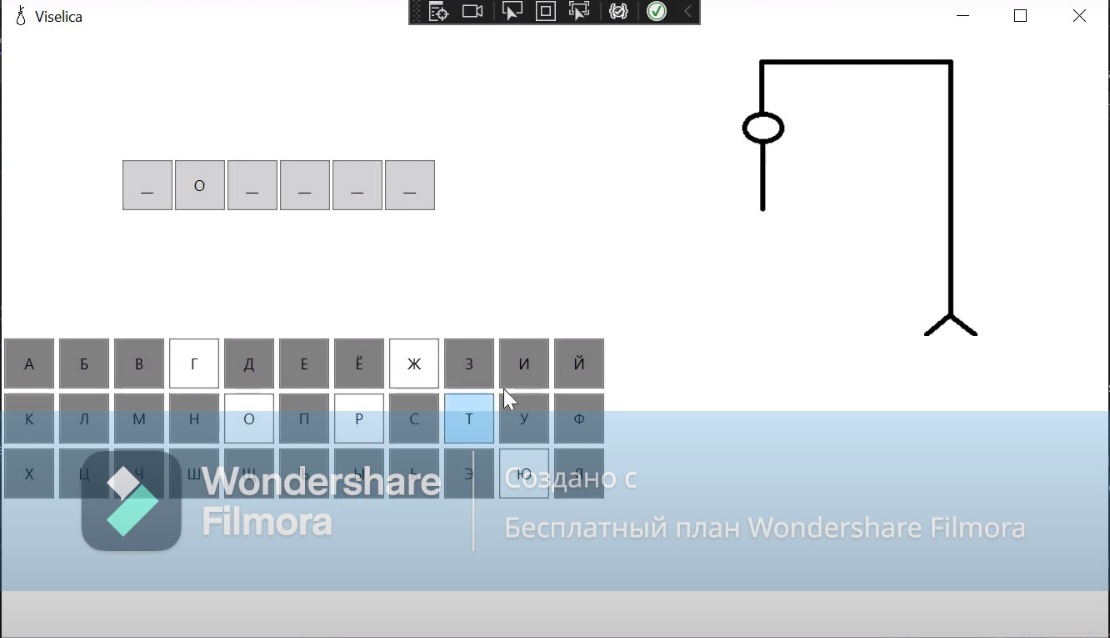 Viselica
_ О _ _ _ _
А Б В Г Д Е Ё Ж З И Й
К Л М Н О П Р С Т У Ф
Х Ц Ч Ш Щ Ъ Ы Ь Э Ю Я
Wondershare
Filmora
Создано с
Бесплатный план Wondershare Filmora